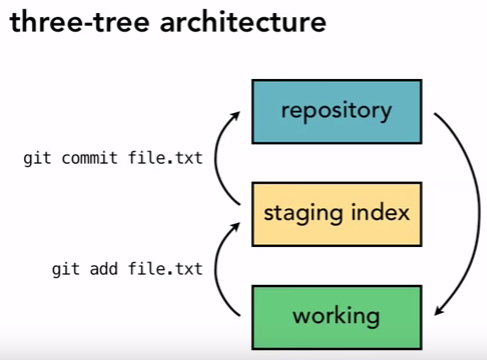 three-tree architecture
repository
git commit file.txt
staging index
git add file.txt
working